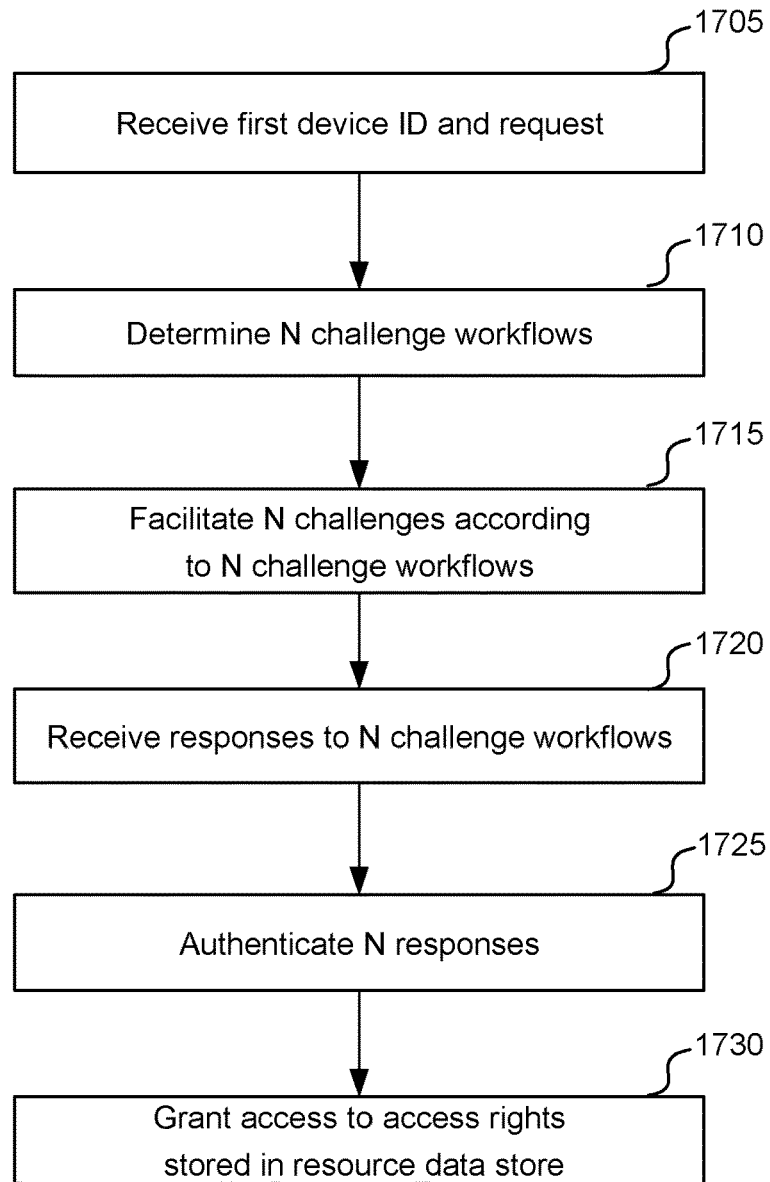 1705
Receive first device ID and request
1710
Determine N challenge workflows
1715
Facilitate N challenges according
to N challenge workflows
1720
Receive responses to N challenge workflows
1725
Authenticate N responses
1730
Grant access to access rights
stored in resource data store